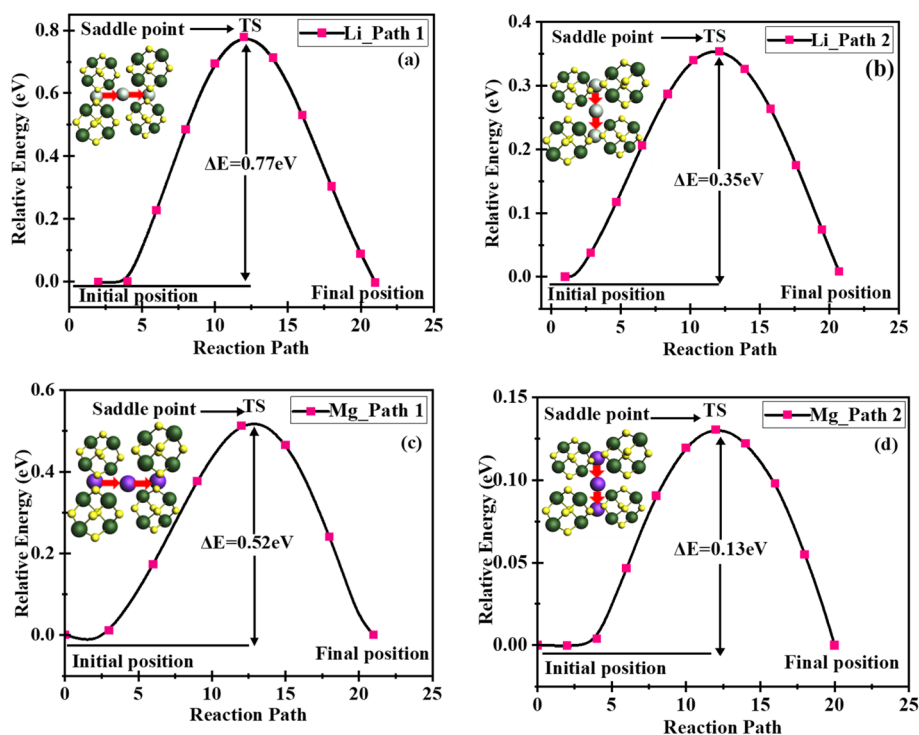 Saddle point TS
Li_Path 1
(a)
ΔE=0.77eV
Initial position
Final position
0.0
0.2
0.4
0.6
0.8
0 5 10 15 20 25
Relative Energy (eV)
Reaction Path
Saddle point TS
Li_Path 2
(b)
ΔE=0.35eV
Initial position
Final position
0.0
0.1
0.2
0.3
0.4
0 5 10 15 20 25
Relative Energy (eV)
Reaction Path
Saddle point TS
Mg_Path 1
(c)
ΔE=0.52eV
Initial position
Final position
0.0
0.2
0.4
0.6
0 5 10 15 20 25
Relative Energy (eV)
Reaction Path
Saddle point TS
Mg_Path 2
(d)
ΔE=0.13eV
Initial position
Final position
0.00
0.05
0.10
0.15
0 5 10 15 20 25
Relative Energy (eV)
Reaction Path